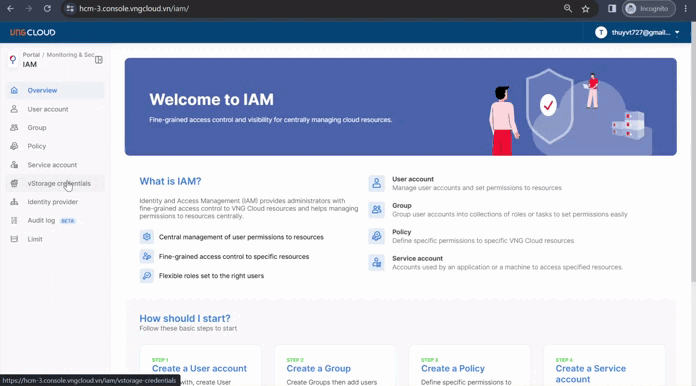 hcm-3.console.vngcloud.vn/iam/
Incognito
VNGCLOUD
T thuyvt727@gmail...
Portal / Monitoring & Sec
IAM
Overview
User account
Group
Policy
Service account
vStorage credentials
Identity provider
Audit log BETA
Limit
Welcome to IAM
Fine-grained access control and visibility for centrally managing cloud resources.
What is IAM?
Identity and Access Management (IAM) provides administrators with
fine-grained access control to VNG Cloud resources and helps managing
permissions to resources centrally.
Central management of user permissions to resources
Fine-grained access control to specific resources
Flexible roles set to the right users
User account
Manage user accounts and set permissions to resources
Group
Group user accounts into collections of roles or tasks to set permissions easily
Policy
Define specific permissions to specific VNG Cloud resources
Service account
Accounts used by an application or a machine to access specified resources.
How should I start?
Follow these basic steps to start
STEP 1
Create a User account
with, create User
STEP 2
Create a Group
Create Groups then add users
STEP 3
Create a Policy
Define specific permissions to
STEP 4
Create a Service
account
https://hcm-3.console.vngcloud.vn/iam/vstorage-credentials